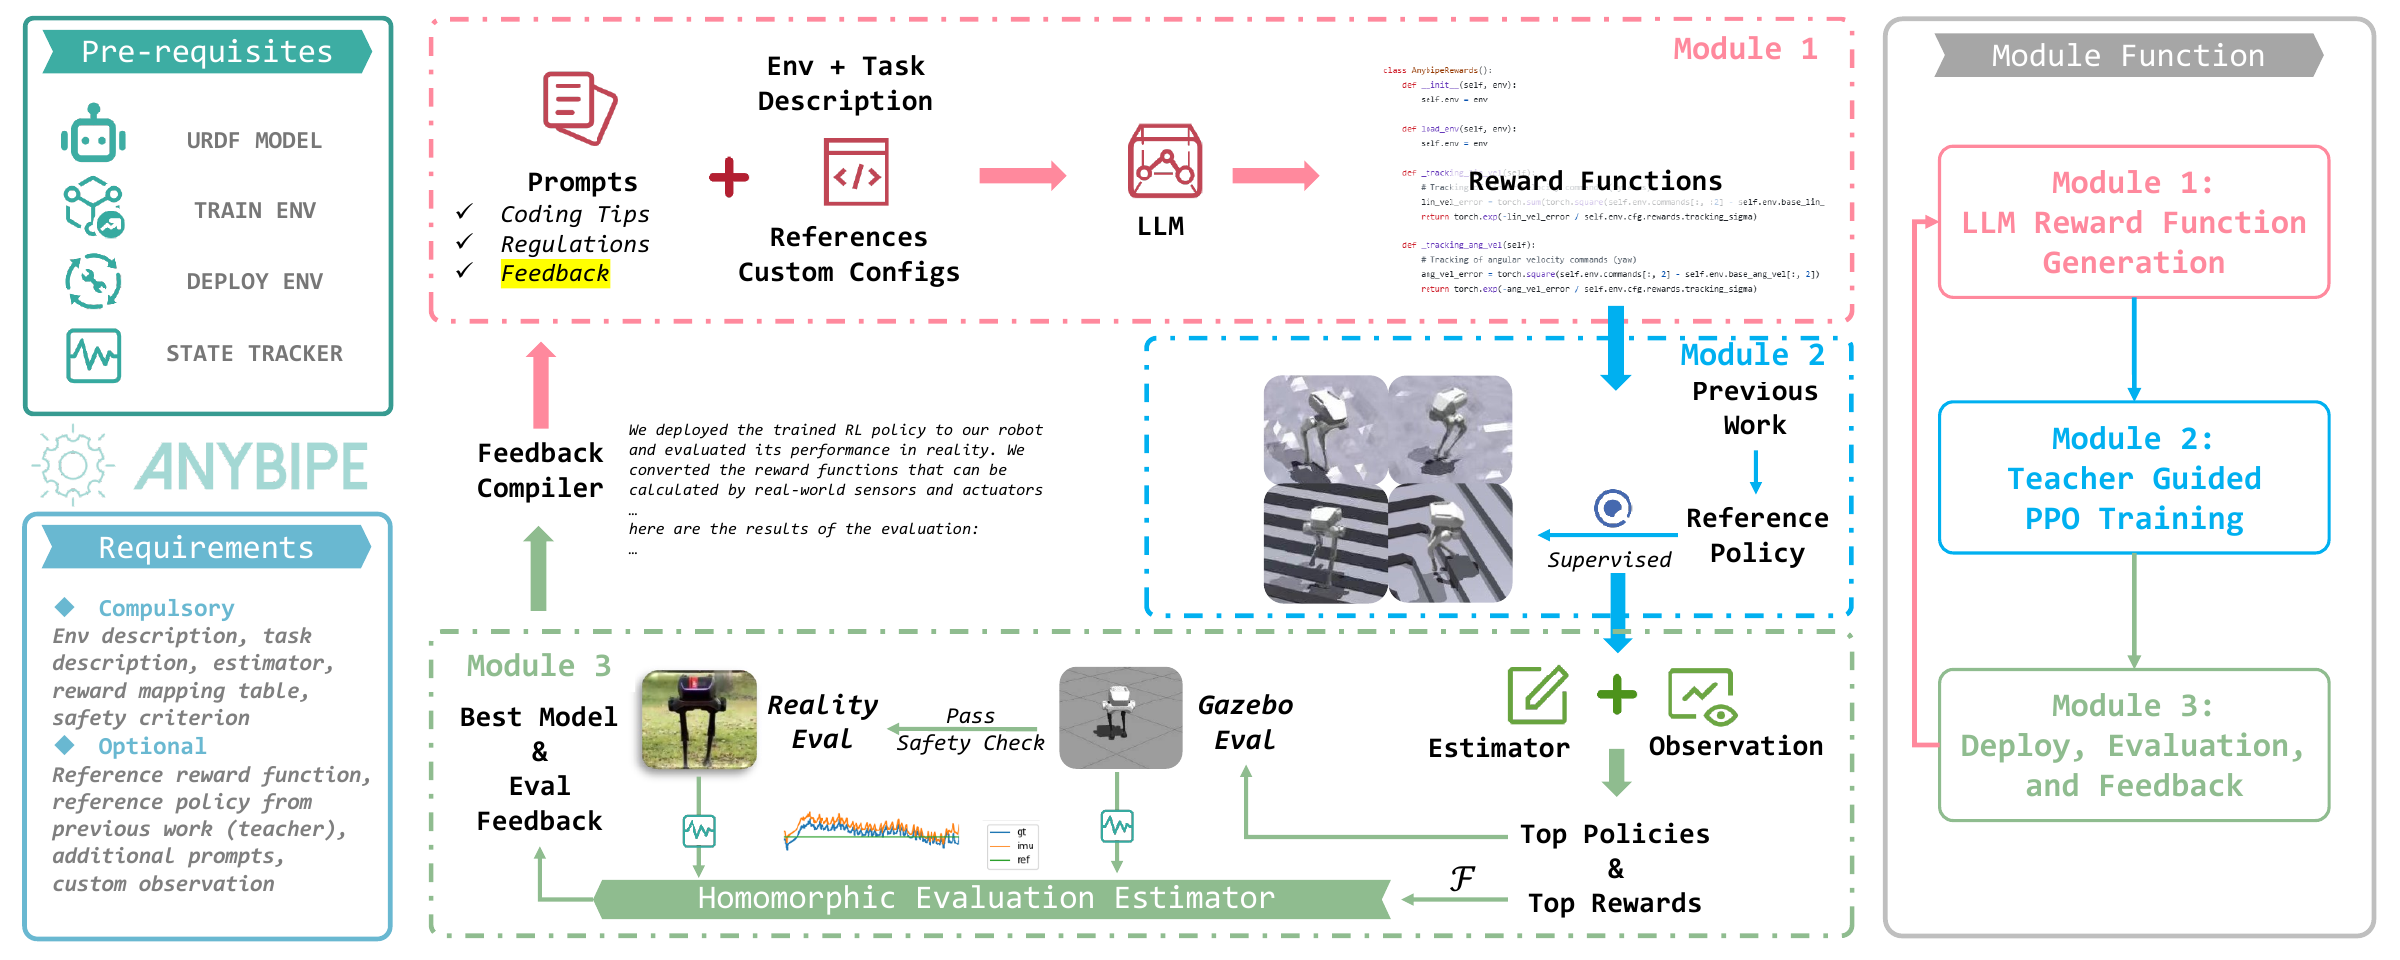 Pre-requisites
URDF MODEL
TRAIN ENV
DEPLOY ENV
STATE TRACKER
ANYBIPE
Requirements
Compulsory
Env description, task
description, estimator,
reward mapping table,
safety criterion
Optional
Reference reward function,
reference policy from
previous work (teacher),
additional prompts,
custom observation
Module 1
Prompts
Coding Tips
Regulations
Feedback
Env + Task
Description
References
Custom Configs
LLM
class AnybipeRewards():
def __init__(self, env):
self.env = env
def load_env(self, env):
self.env = env
def _tracking_lin_vel(self):
Reward Functions
# Tracking
lin_vel_error = torch.sum(torch.square(self.env.commands[:, :2] - self.env.base_lin_
return torch.exp(-lin_vel_error / self.env.cfg.rewards.tracking_sigma)
def _tracking_ang_vel(self):
# Tracking of angular velocity commands (yaw)
ang_vel_error = torch.square(self.env.commands[:, 2] - self.env.base_ang_vel[:, 2])
return torch.exp(-ang_vel_error / self.env.cfg.rewards.tracking_sigma)
Module 2
Previous
Work
Reference
Policy
Supervised
Feedback
Compiler
We deployed the trained RL policy to our robot
and evaluated its performance in reality. We
converted the reward functions that can be
calculated by real-world sensors and actuators
…
here are the results of the evaluation:
…
Module 3
Best Model
&
Eval
Feedback
Reality
Eval
Pass
Safety Check
Gazebo
Eval
Estimator
Observation
Top Policies
&
Top Rewards
ℱ
gt
imu
ref
Homomorphic Evaluation Estimator
Module Function
Module 1:
LLM Reward Function
Generation
Module 2:
Teacher Guided
PPO Training
Module 3:
Deploy, Evaluation,
and Feedback